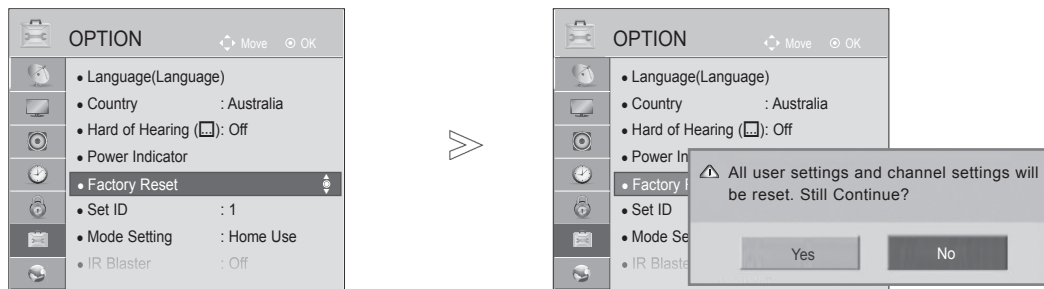 OPTION
Move OK
• Language(Language)
• Country : Australia
• Hard of Hearing ( ): Off
• Power Indicator
• Factory Reset
• Set ID : 1
• Mode Setting : Home Use
• IR Blaster : Off
OPTION
Move OK
• Language(Language)
• Country : Australia
• Hard of Hearing ( ): Off
• Power In
• Factory R
• Set ID
• Mode Se
• IR Blaste
All user settings and channel settings will
be reset. Still Continue?
Yes No